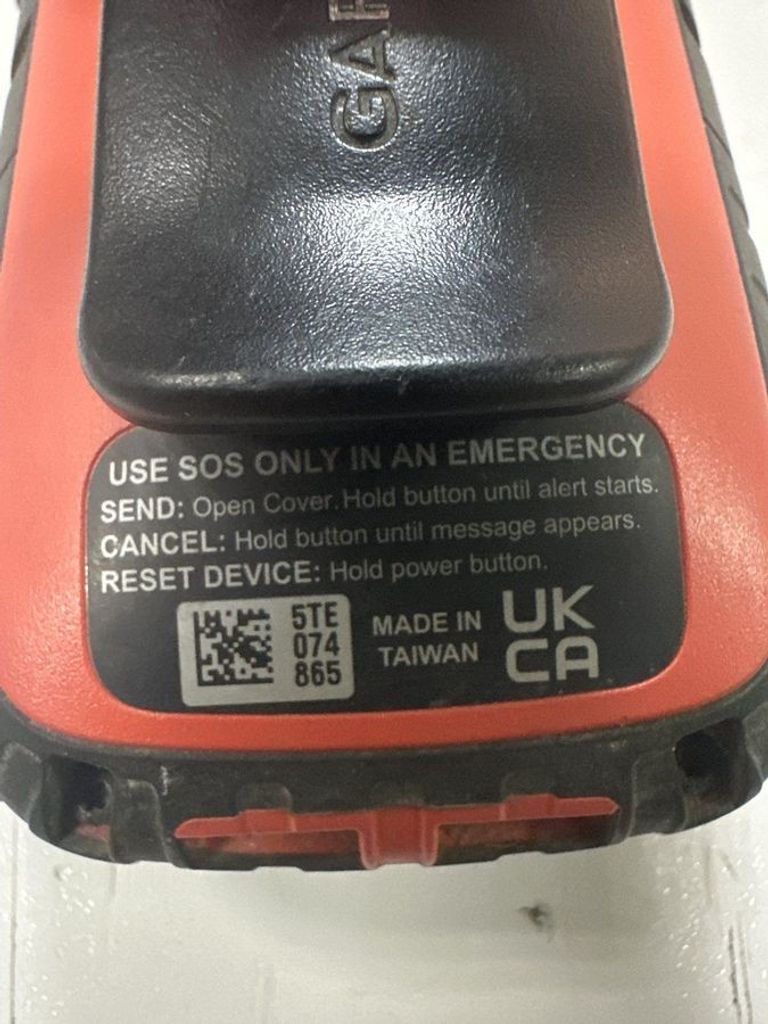 GAR
USE SOS ONLY IN AN EMERGENCY
SEND: Open Cover. Hold button until alert starts.
CANCEL: Hold button until message appears.
RESET DEVICE: Hold power button.
5TE
074
865
MADE IN
TAIWAN
UK
CA